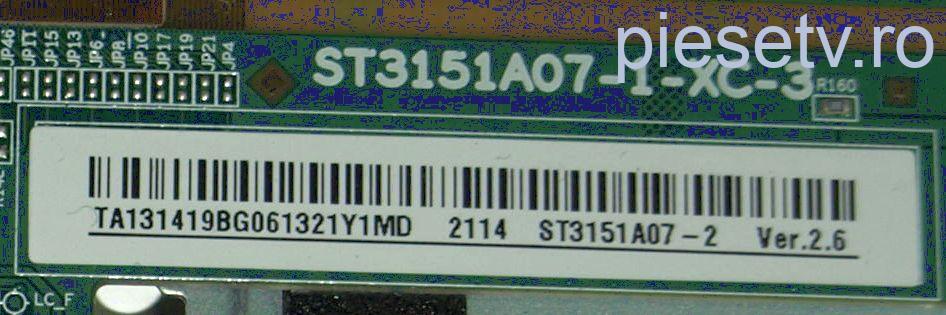 piesetv.ro
JP46
JP11
JP15
JP13
JP6
JP8
JP10
JP17
JP19
JP21
JP4
ST3151A07-1-XC-3
R160
TA131419BG061321Y1MD 2114 ST3151A07-2 Ver.2.6
LC_F